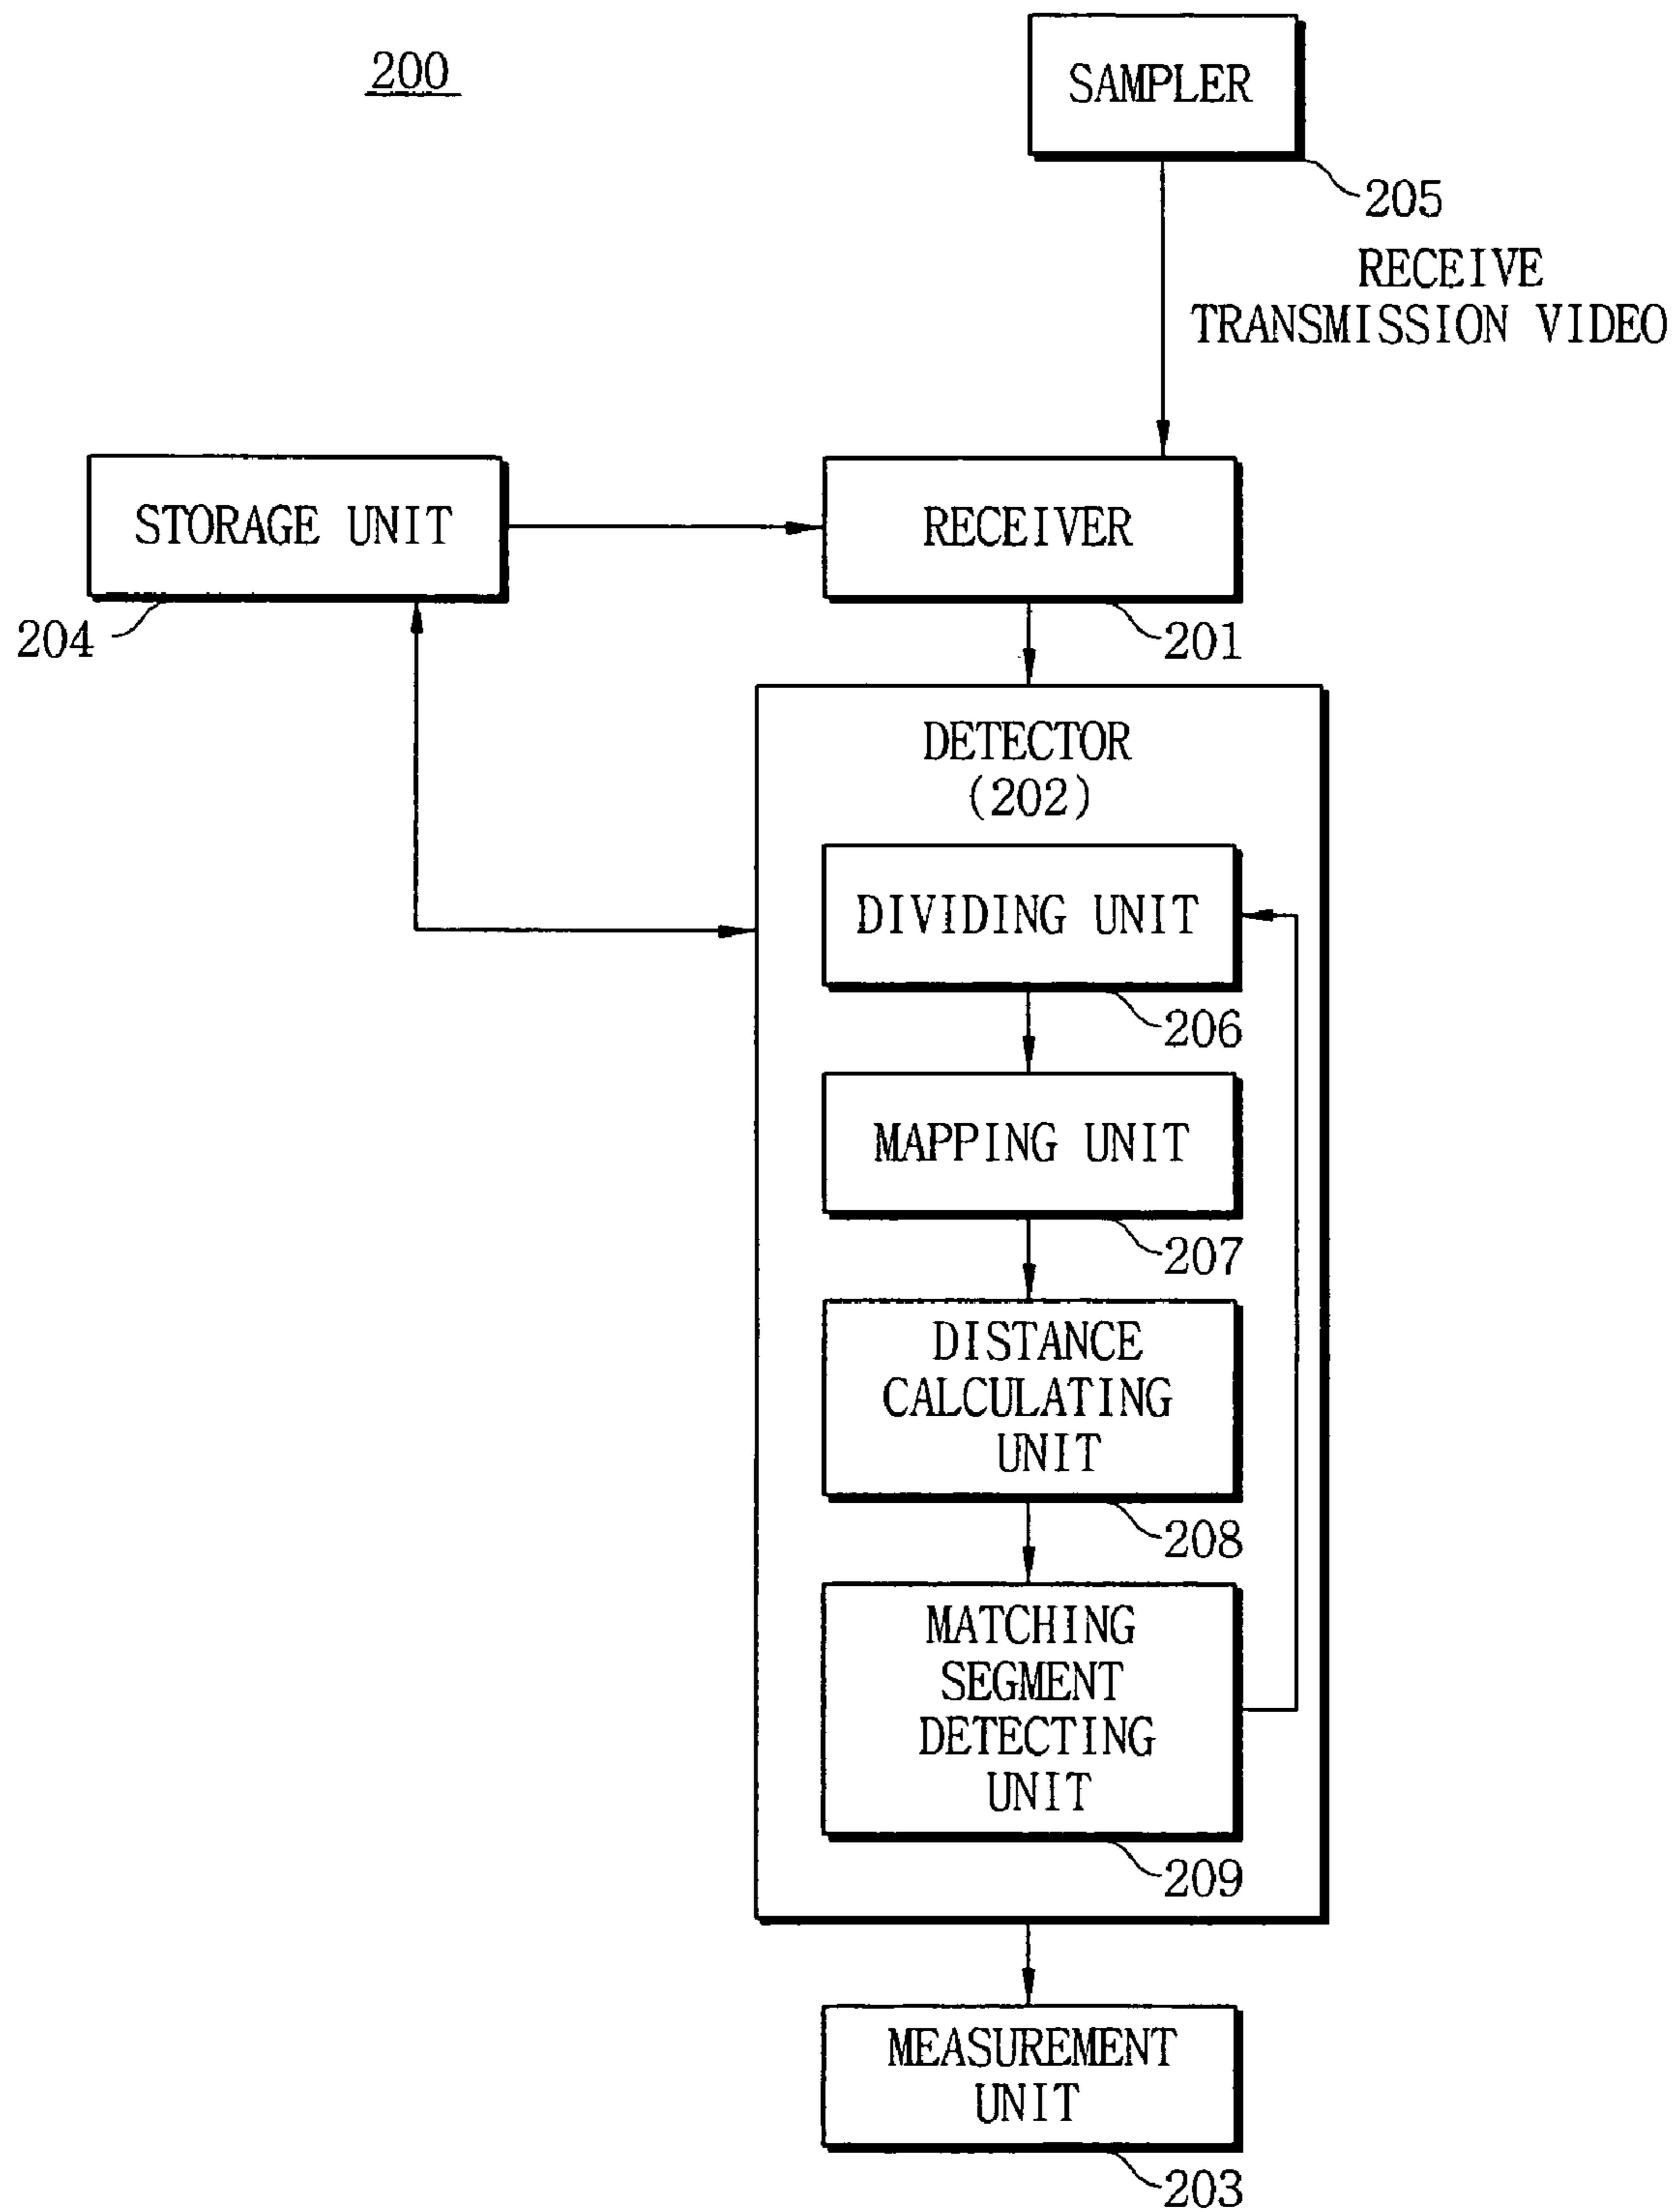 200
SAMPLER
205
RECEIVE
TRANSMISSION VIDEO
STORAGE UNIT
204
RECEIVER
201
DETECTOR
(202)
DIVIDING UNIT
206
MAPPING UNIT
207
DISTANCE
CALCULATING
UNIT
208
MATCHING
SEGMENT
DETECTING
UNIT
209
MEASUREMENT
UNIT
203